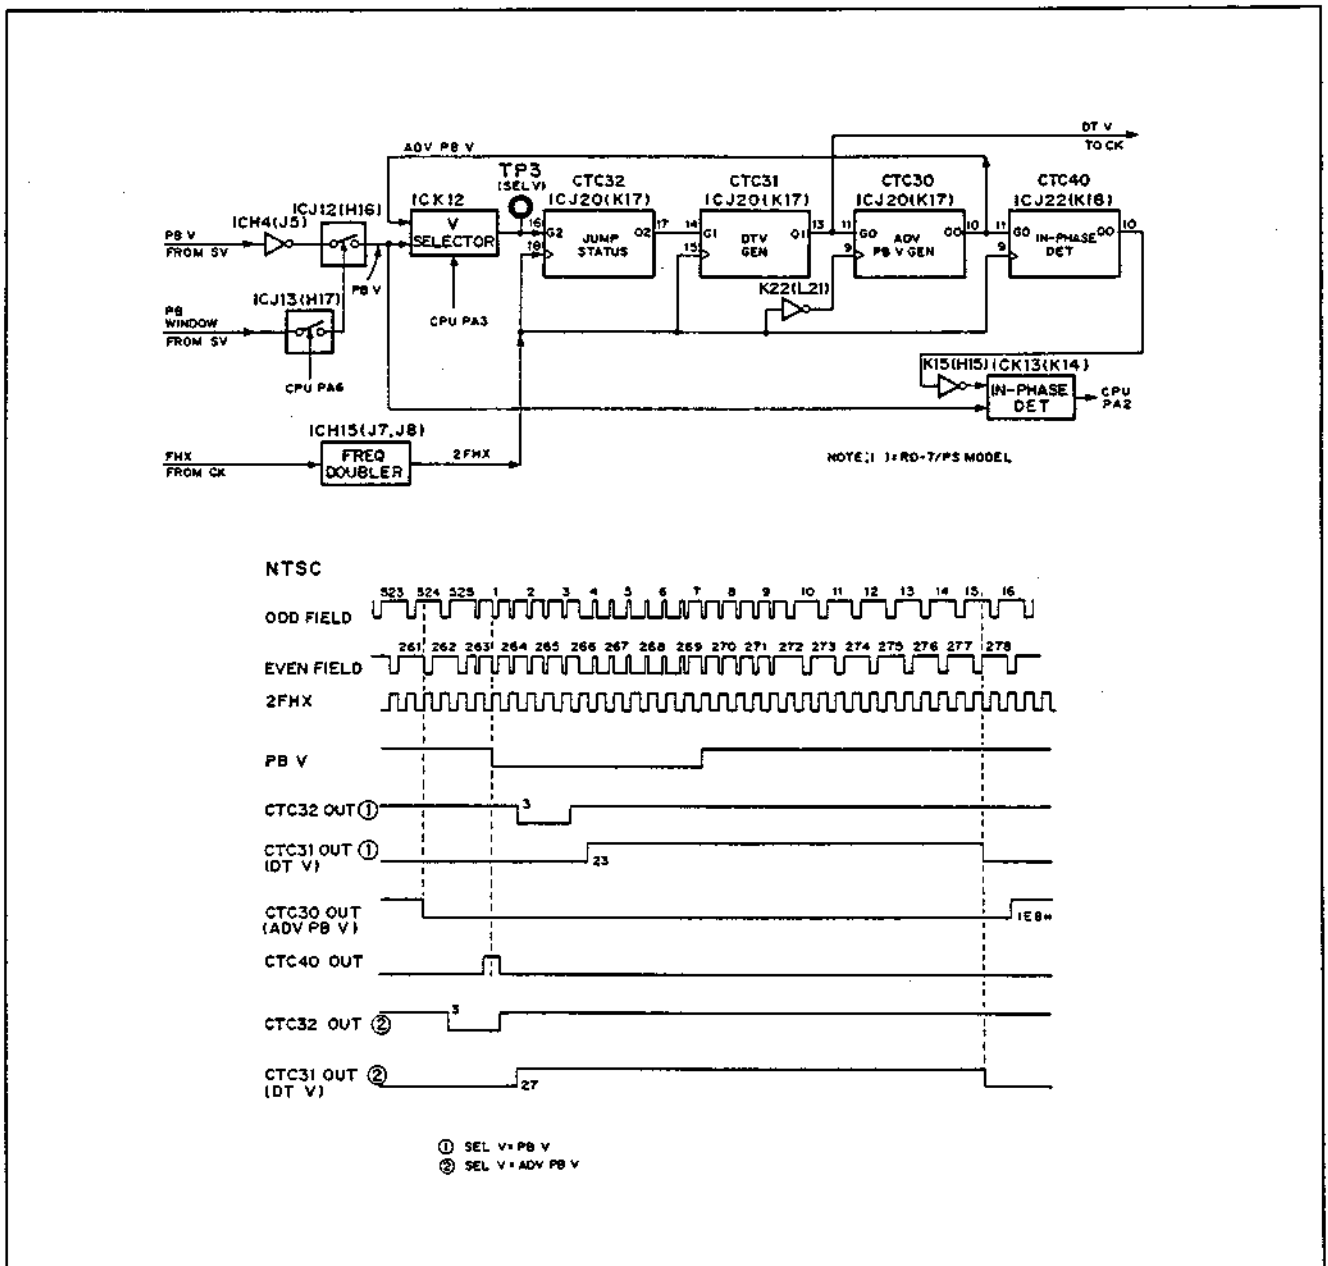 DT V
TO CK
ADV PB V
TP3
(SEL V)
CTC32
ICJ20(K17)
CTC31
ICJ20(K17)
CTC30
ICJ20(K17)
CTC40
ICJ22(K18)
ICJ12(H16)
ICK12
ICH4(J5)
PB V
FROM SV
V
SELECTOR
16 G2 O2 17
18
JUMP
STATUS
14 G1 O1 13
15
DTV
GEN
11 GO OO 10
9
ADV
PB V GEN
11 GO OO 10
9
IN-PHASE
DET
PB V
ICJ13(H17)
PB
WINDOW
FROM SV
CPU PA6
CPU PA3
K22(L21)
K15(H15)
ICK13(K14)
IN-PHASE
DET
CPU
PA2
ICH15(J7,J8)
FHX
FROM CK
FREQ
DOUBLER
2FHX
NOTE;( )=RD-7/PS MODEL
NTSC
523 524 525 1 2 3 4 5 6 7 8 9 10 11 12 13 14 15 16
ODD FIELD
261 262 263 264 265 266 267 268 269 270 271 272 273 274 275 276 277 278
EVEN FIELD
2FHX
PB V
CTC32 OUT ① 3
CTC31 OUT ①
(DT V) 23
CTC30 OUT
(ADV PB V) 1E8H
CTC40 OUT
CTC32 OUT ② 3
CTC31 OUT ②
(DT V) 27
① SEL V=PB V
② SEL V=ADV PB V